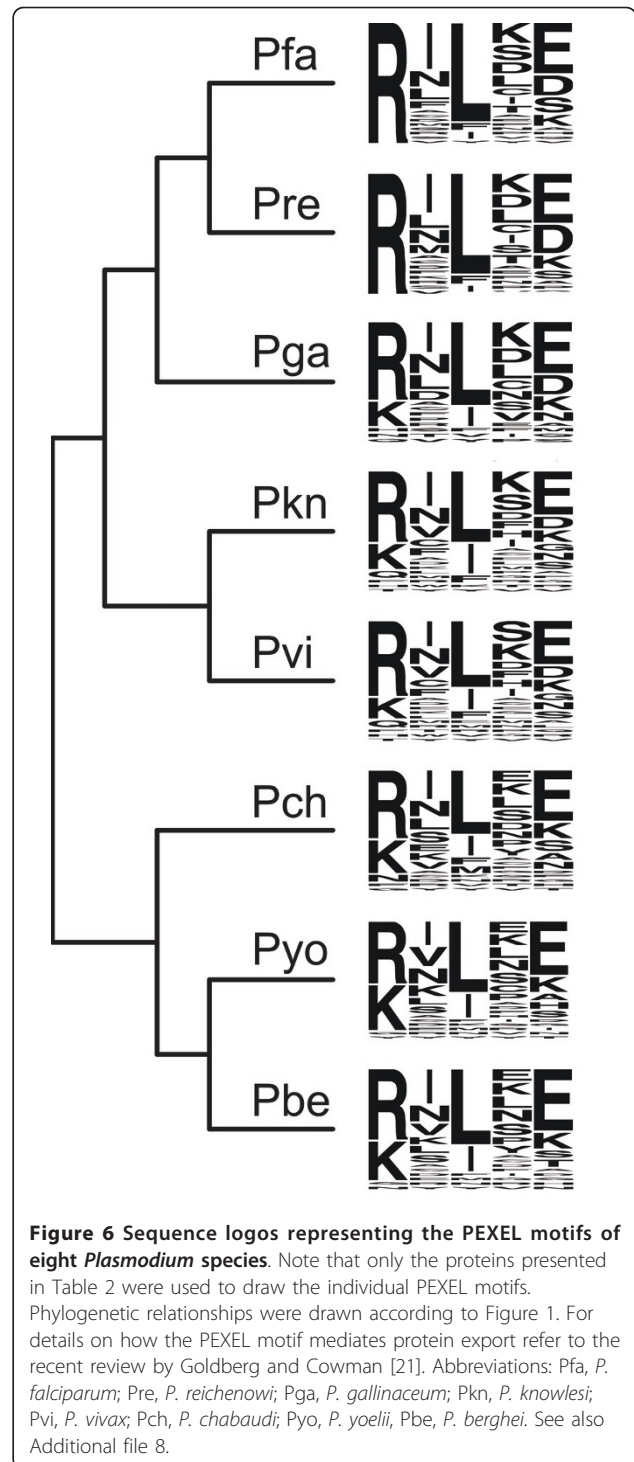 Pfa
Pre
Pga
Pkn
Pvi
Pch
Pyo
Pbe
Figure 6 Sequence logos representing the PEXEL motifs of
eight Plasmodium species. Note that only the proteins presented
in Table 2 were used to draw the individual PEXEL motifs.
Phylogenetic relationships were drawn according to Figure 1. For
details on how the PEXEL motif mediates protein export refer to the
recent review by Goldberg and Cowman [21]. Abbreviations: Pfa, P.
falciparum; Pre, P. reichenowi; Pga, P. gallinaceum; Pkn, P. knowlesi;
Pvi, P. vivax; Pch, P. chabaudi; Pyo, P. yoelii, Pbe, P. berghei. See also
Additional file 8.